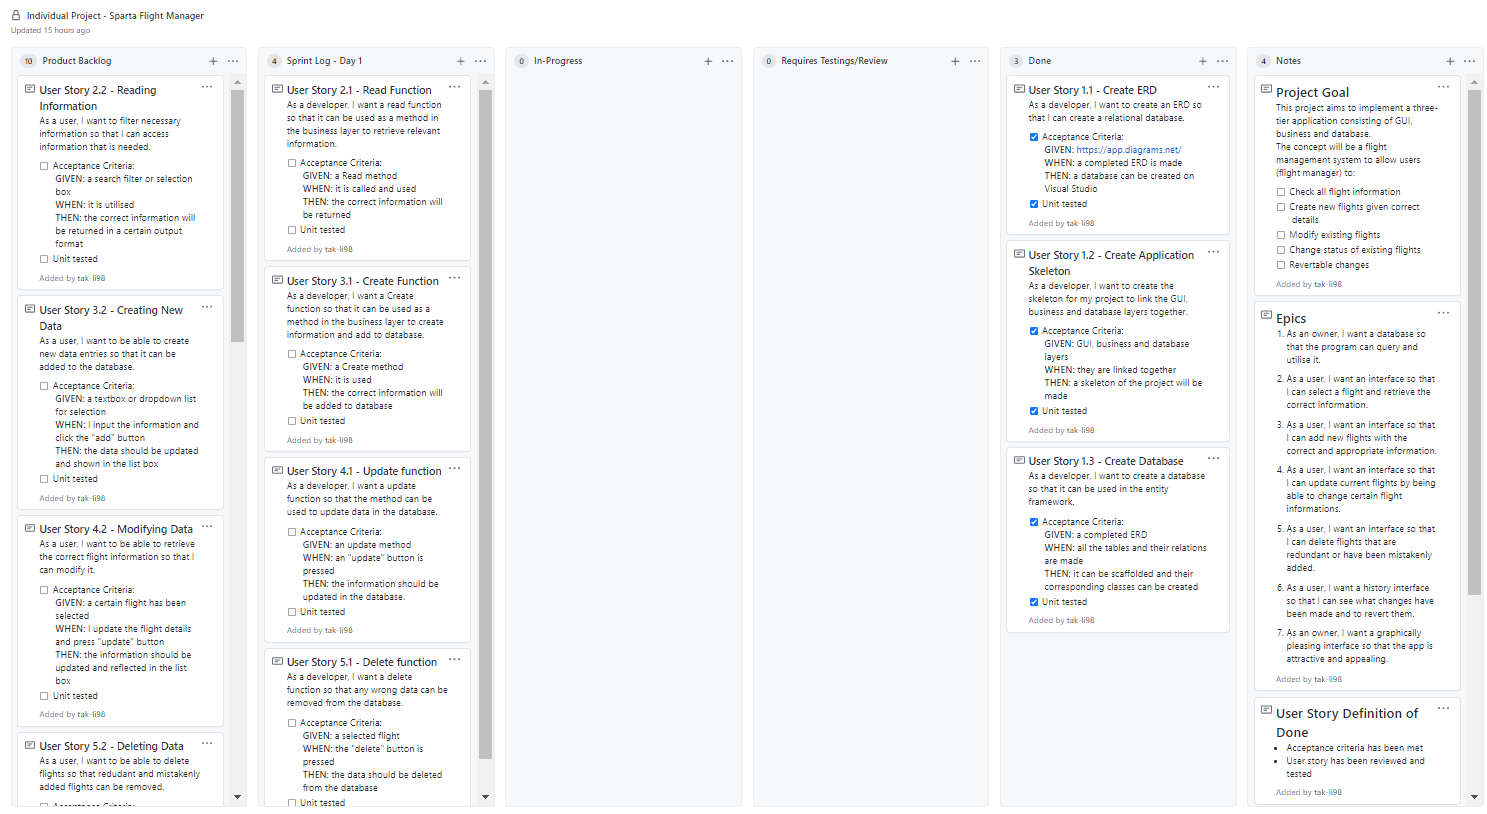 Individual Project - Sparta Flight Manager
Updated 15 hours ago
10 Product Backlog
User Story 2.2 - Reading
Information
As a user, I want to filter necessary
information so that I can access
information that is needed.
Acceptance Criteria:
GIVEN: a search filter or selection
box
WHEN: it is utilised
THEN: the correct information will
be returned in a certain output
format
Unit tested
Added by tak-li98
User Story 3.2 - Creating New
Data
As a user, I want to be able to create
new data entries so that it can be
added to the database.
Acceptance Criteria:
GIVEN: a textbox or dropdown list
for selection
WHEN: I input the information and
click the "add" button
THEN: the data should be updated
and shown in the list box
Unit tested
Added by tak-li98
User Story 4.2 - Modifying Data
As a user, I want to be able to retrieve
the correct flight information so that I
can modify it.
Acceptance Criteria:
GIVEN: a certain flight has been
selected
WHEN: I update the flight details
and press "update" button
THEN: the information should be
updated and reflected in the list
box
Unit tested
Added by tak-li98
User Story 5.2 - Deleting Data
As a user, I want to be able to delete
flights so that redudant and mistakenly
added flights can be removed.
Acceptance Criteria:
4 Sprint Log - Day 1
User Story 2.1 - Read Function
As a developer, I want a read function
so that it can be used as a method in
the business layer to retrieve relevant
information.
Acceptance Criteria:
GIVEN: a Read method
WHEN: it is called and used
THEN: the correct information will
be returned
Unit tested
Added by tak-li98
User Story 3.1 - Create Function
As a developer, I want a Create
function so that it can be used as a
method in the business layer to create
information and add to database.
Acceptance Criteria:
GIVEN: a Create method
WHEN: it is used
THEN: the correct information will
be added to database
Unit tested
Added by tak-li98
User Story 4.1 - Update function
As a developer, I want a update
function so that the method can be
used to update data in the database.
Acceptance Criteria:
GIVEN: an update method
WHEN: an "update" button is
pressed
THEN: the information should be
updated in the database.
Unit tested
Added by tak-li98
User Story 5.1 - Delete function
As a developer, I want a delete
function so that any wrong data can be
removed from the database.
Acceptance Criteria:
GIVEN: a selected flight
WHEN: the "delete" button is
pressed
THEN: the data should be deleted
from the database
Unit tested
0 In-Progress
0 Requires Testings/Review
3 Done
User Story 1.1 - Create ERD
As a developer, I want to create an ERD so
that I can create a relational database.
Acceptance Criteria:
GIVEN: https://app.diagrams.net/
WHEN: a completed ERD is made
THEN: a database can be created on
Visual Studio
Unit tested
Added by tak-li98
User Story 1.2 - Create Application
Skeleton
As a developer, I want to create the
skeleton for my project to link the GUI,
business and database layers together.
Acceptance Criteria:
GIVEN: GUI, business and database
layers
WHEN: they are linked together
THEN: a skeleton of the project will be
made
Unit tested
Added by tak-li98
User Story 1.3 - Create Database
As a developer, I want to create a database
so that it can be used in the entity
framework.
Acceptance Criteria:
GIVEN: a completed ERD
WHEN: all the tables and their relations
are made
THEN: it can be scaffolded and their
corresponding classes can be created
Unit tested
Added by tak-li98
4 Notes
Project Goal
This project aims to implement a three-
tier application consisting of GUI,
business and database.
The concept will be a flight
management system to allow users
(flight manager) to:
Check all flight information
Create new flights given correct
details
Modify existing flights
Change status of existing flights
Revertable changes
Added by tak-li98
Epics
1. As an owner, I want a database so
that the program can query and
utilise it.
2. As a user, I want an interface so that
I can select a flight and retrieve the
correct information.
3. As a user, I want an interface so that
I can add new flights with the
correct and appropriate information.
4. As a user, I want an interface so that
I can update current flights by being
able to change certain flight
informations.
5. As a user, I want an interface so that
I can delete flights that are
redundant or have been mistakenly
added.
6. As a user, I want a history interface
so that I can see what changes have
been made and to revert them.
7. As an owner, I want a graphically
pleasing interface so that the app is
attractive and appealing.
Added by tak-li98
User Story Definition of
Done
• Acceptance criteria has been met
• User story has been reviewed and
tested
Added by tak-li98